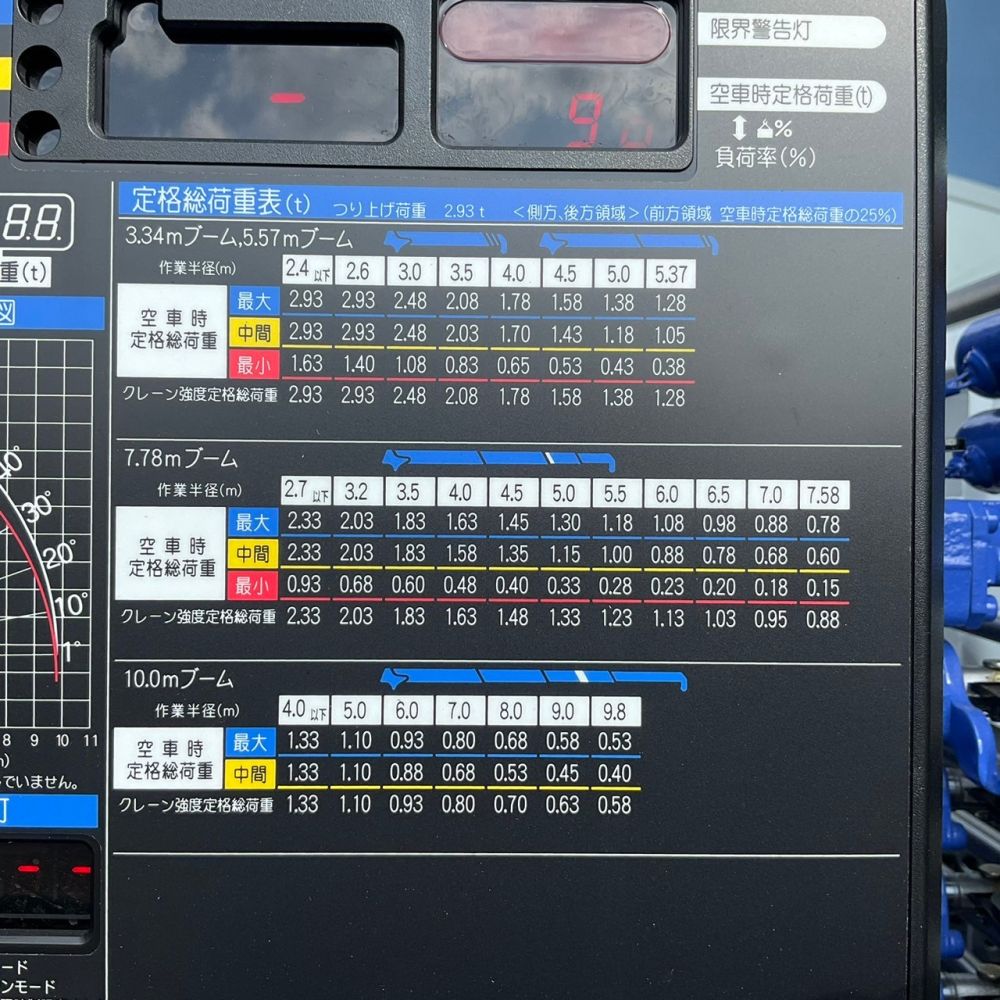 限界警告灯
空車時定格荷重(t)
%
負荷率(%)
9
8.8.
重(t)
図
定格総荷重表(t) つり上げ荷重 2.93 t <側方、後方領域>(前方領域 空車時定格総荷重の25%)
3.34mブーム,5.57mブーム
作業半径(m) 2.4以下 2.6 3.0 3.5 4.0 4.5 5.0 5.37
空車時定格総荷重
最大 2.93 2.93 2.48 2.08 1.78 1.58 1.38 1.28
中間 2.93 2.93 2.48 2.03 1.70 1.43 1.18 1.05
最小 1.63 1.40 1.08 0.83 0.65 0.53 0.43 0.38
クレーン強度定格総荷重 2.93 2.93 2.48 2.08 1.78 1.58 1.38 1.28
7.78mブーム
作業半径(m) 2.7以下 3.2 3.5 4.0 4.5 5.0 5.5 6.0 6.5 7.0 7.58
空車時定格総荷重
最大 2.33 2.03 1.83 1.63 1.45 1.30 1.18 1.08 0.98 0.88 0.78
中間 2.33 2.03 1.83 1.58 1.35 1.15 1.00 0.88 0.78 0.68 0.60
最小 0.93 0.68 0.60 0.48 0.40 0.33 0.28 0.23 0.20 0.18 0.15
クレーン強度定格総荷重 2.33 2.03 1.83 1.63 1.48 1.33 1.23 1.13 1.03 0.95 0.88
10.0mブーム
作業半径(m) 4.0以下 5.0 6.0 7.0 8.0 9.0 9.8
空車時定格総荷重
最大 1.33 1.10 0.93 0.80 0.68 0.58 0.53
中間 1.33 1.10 0.88 0.68 0.53 0.45 0.40
クレーン強度定格総荷重 1.33 1.10 0.93 0.80 0.70 0.63 0.58
40°
30°
20°
10°
1°
8 9 10 11
でいません。
灯
ード
ンモード